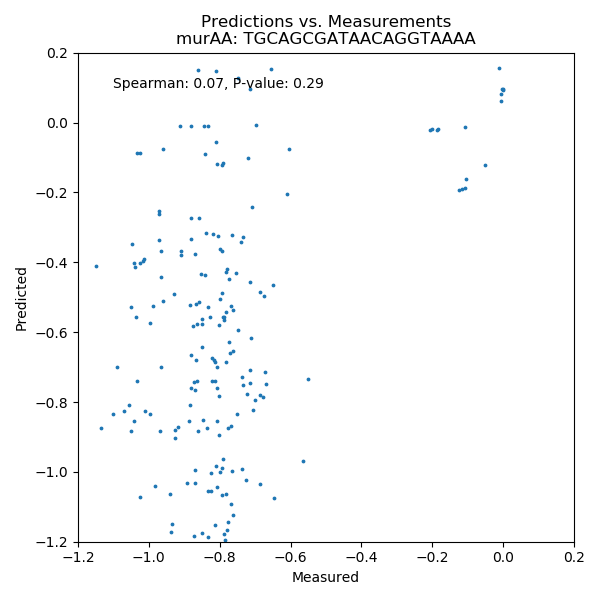 Predictions vs. Measurements
murAA: TGCAGCGATAACAGGTAAAA
Spearman: 0.07, P-value: 0.29
0.2
0.0
−0.2
−0.4
−0.6
−0.8
−1.0
−1.2
Predicted
−1.2 −1.0 −0.8 −0.6 −0.4 −0.2 0.0 0.2
Measured